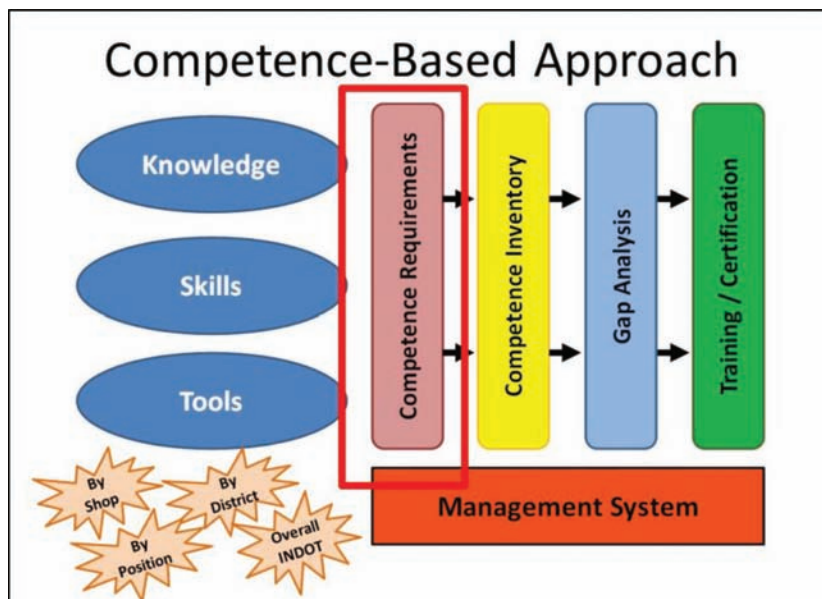 Competence-Based Approach
Knowledge
Skills
Tools
Competence Requirements
Competence Inventory
Gap Analysis
Training / Certification
By
Shop
By
District
By
Position
Overall
INDOT
Management System